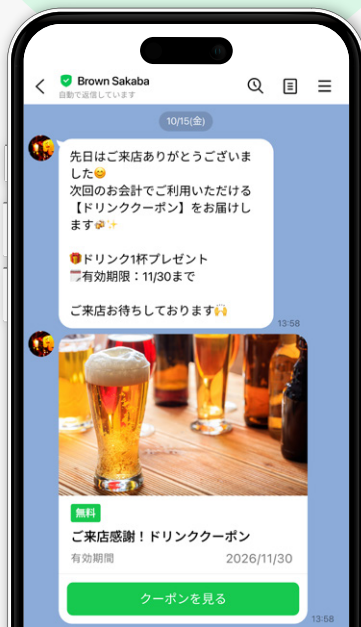 Brown Sakaba
自動で返信しています
10/15(金)
先日はご来店ありがとうございま
した😊
次回のお会計でご利用いただける
【ドリンククーポン】をお届けし
ます🍻✨
🎁ドリンク1杯プレゼント
🗓️有効期限：11/30まで
ご来店お待ちしております🙌
13:58
無料
ご来店感謝！ドリンククーポン
有効期間 2026/11/30
クーポンを見る
13:58